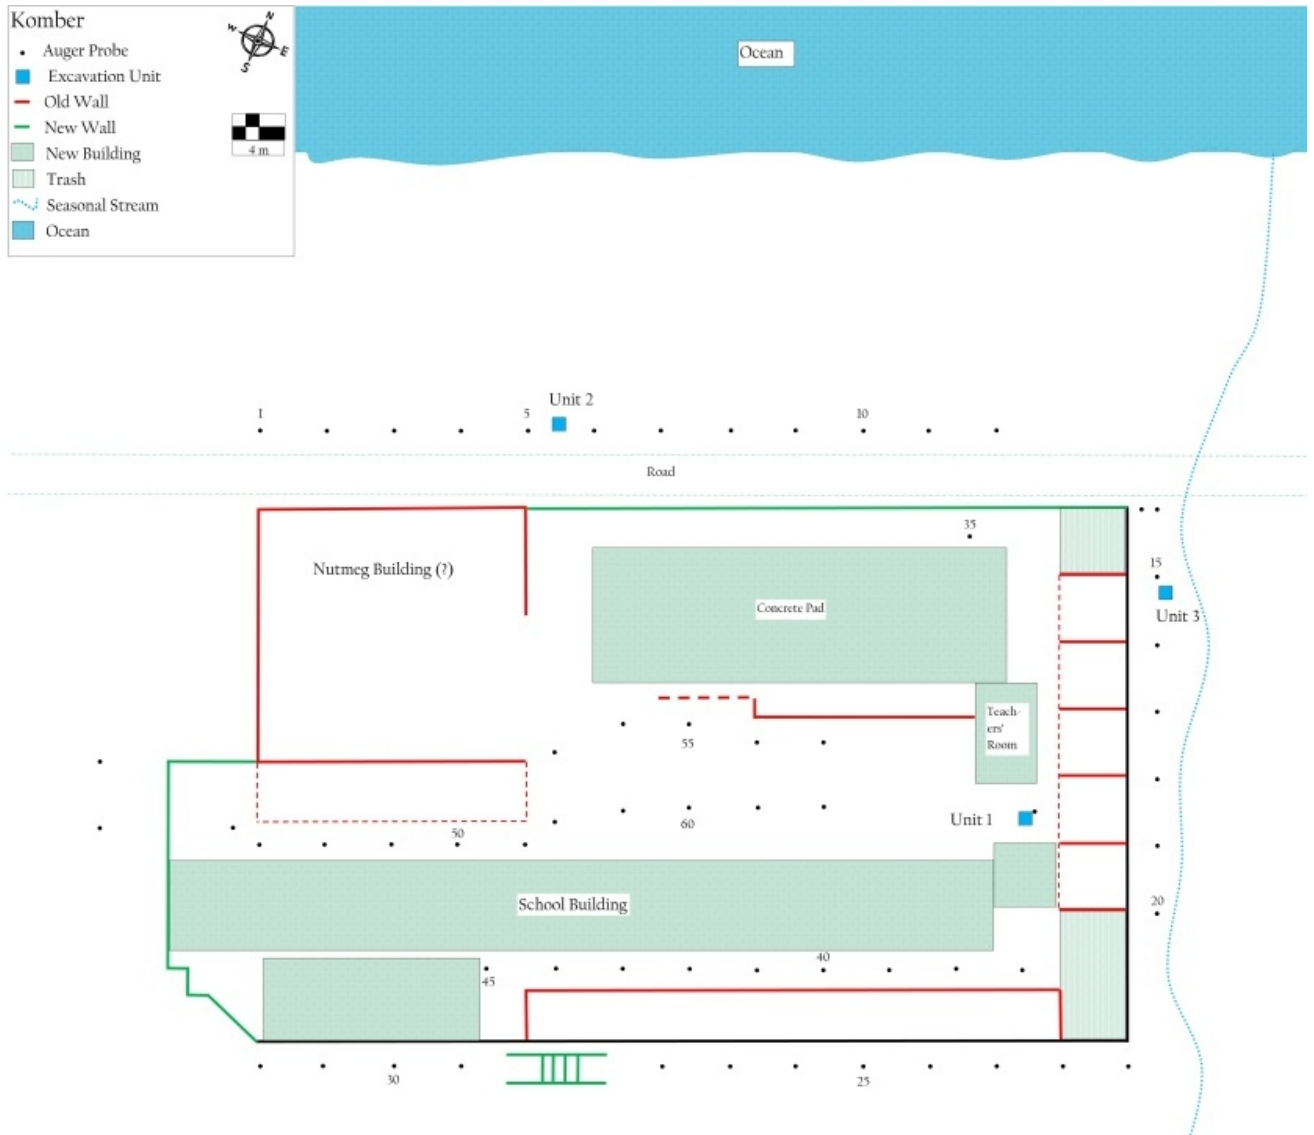 Komber
N
W
E
S
Auger Probe
Excavation Unit
Old Wall
New Wall
4 m
New Building
Trash
Seasonal Stream
Ocean
Ocean
Unit 2
1
5
10
Road
35
Nutmeg Building (?)
15
Concrete Pad
Unit 3
Teach-
ers'
Room
55
Unit 1
60
50
20
School Building
40
45
30
25